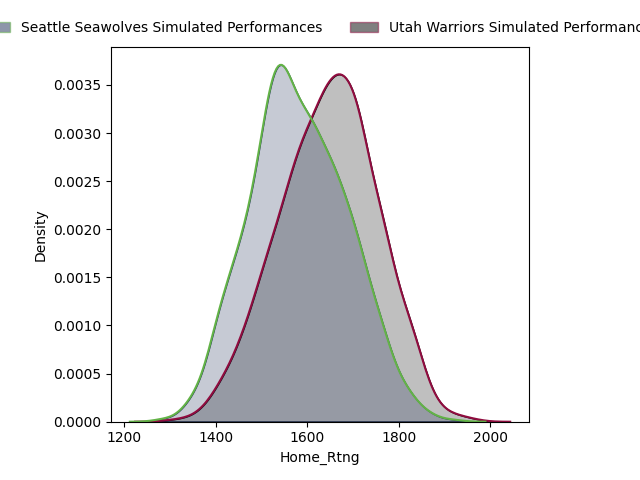 Seattle Seawolves Simulated Performances
Utah Warriors Simulated
0.0035
0.0030
0.0025
0.0020
0.0015
0.0010
0.0005
0.0000
Density
1200 1400 1600 1800 2000
Home_Rtng